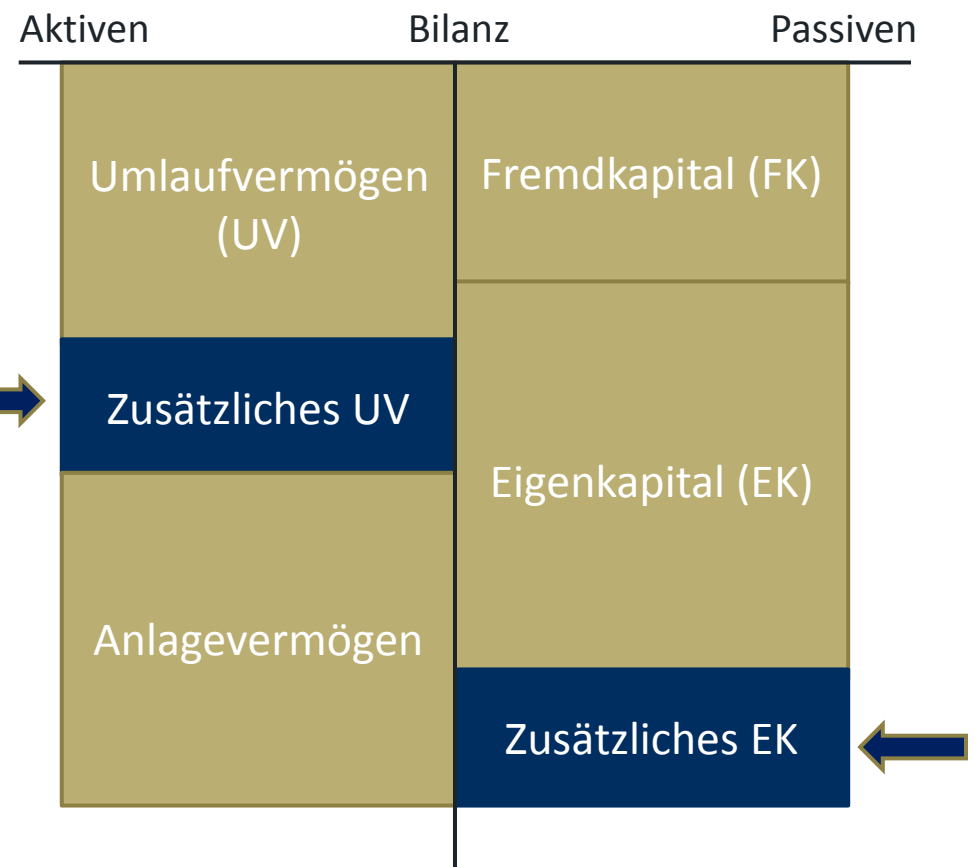 Aktiven Bilanz Passiven
Umlaufvermögen
(UV)
Fremdkapital (FK)
Zusätzliches UV
Eigenkapital (EK)
Anlagevermögen
Zusätzliches EK